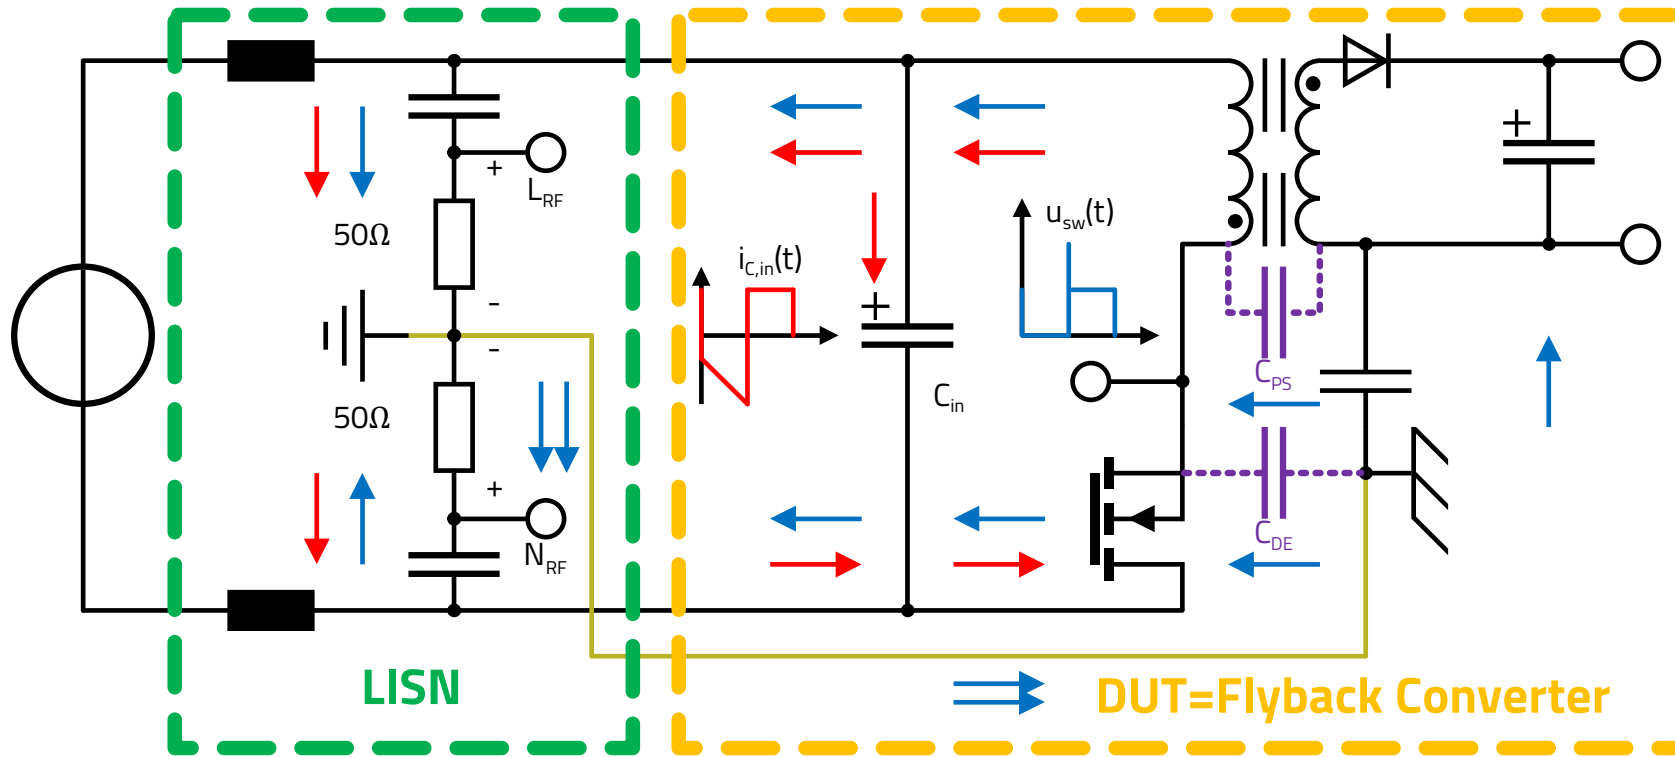 +
L_RF
u_sw(t)
50Ω
i_C,in(t)
-
+
-
C_PS
50Ω
C_in
+
C_DE
N_RF
LISN
DUT=Flyback Converter
+